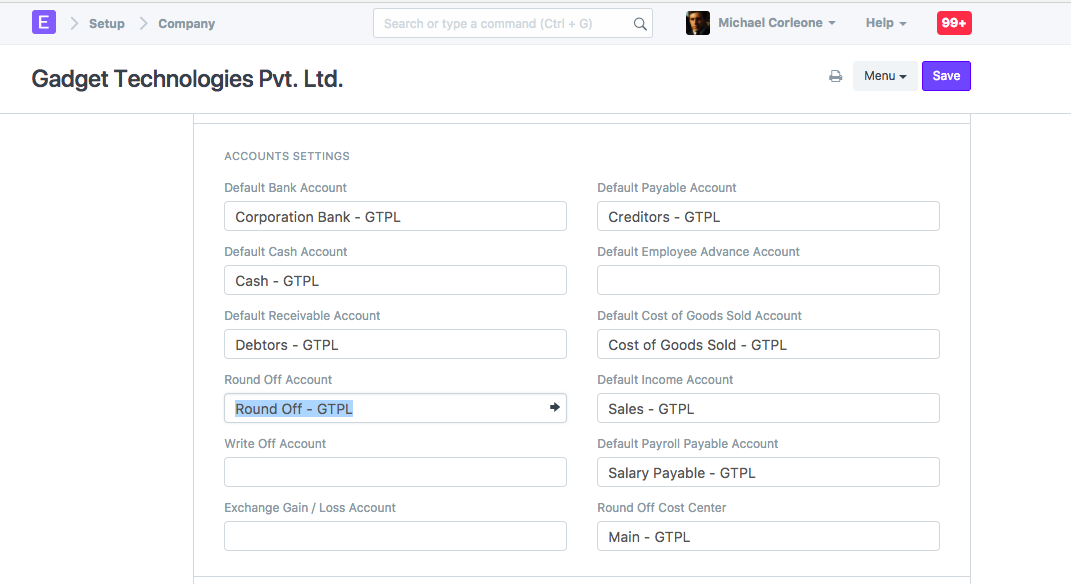 E Setup Company Search or type a command (Ctrl + G) Michael Corleone Help 99+
Gadget Technologies Pvt. Ltd. Menu Save
ACCOUNTS SETTINGS
Default Bank Account Default Payable Account
Corporation Bank - GTPL Creditors - GTPL
Default Cash Account Default Employee Advance Account
Cash - GTPL
Default Receivable Account Default Cost of Goods Sold Account
Debtors - GTPL Cost of Goods Sold - GTPL
Round Off Account Default Income Account
Round Off - GTPL Sales - GTPL
Write Off Account Default Payroll Payable Account
Salary Payable - GTPL
Exchange Gain / Loss Account Round Off Cost Center
Main - GTPL